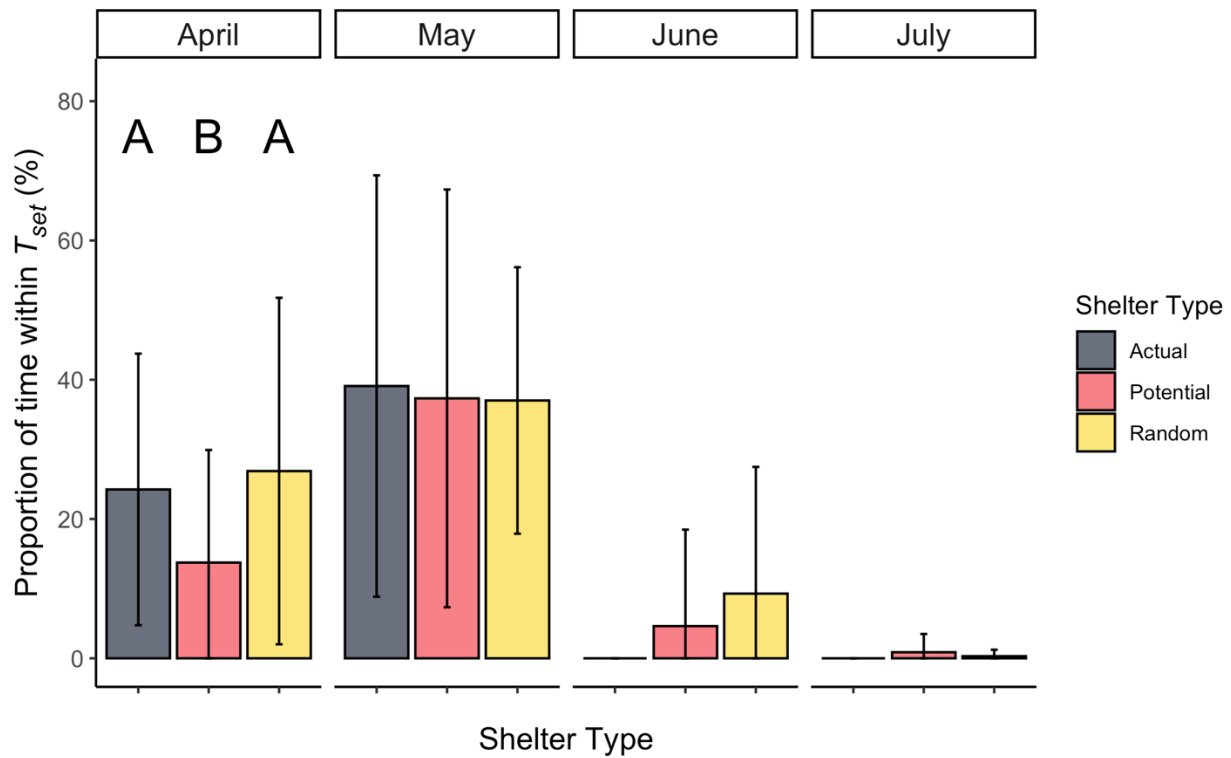 April May June July
Proportion of time within Tset (%)
80
60
40
20
0
A B A
Shelter Type
Shelter Type
Actual
Potential
Random